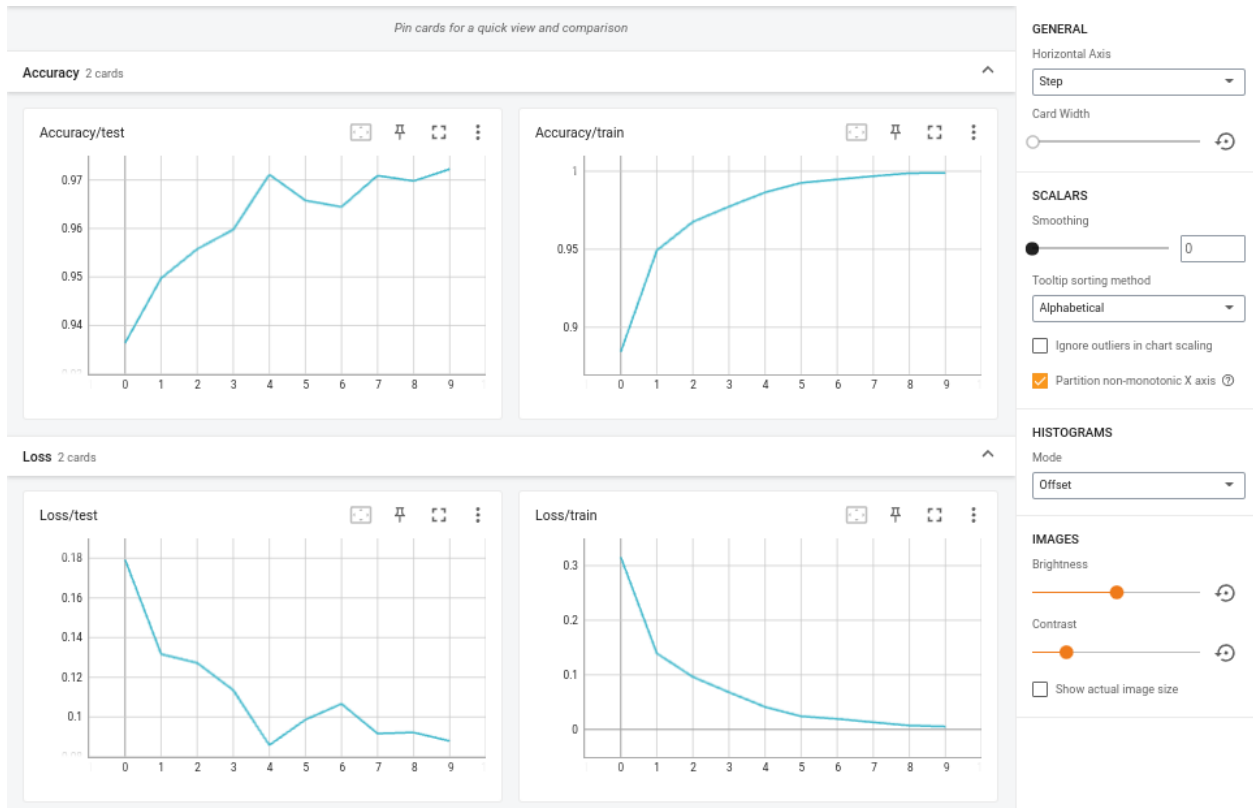 Pin cards for a quick view and comparison
Accuracy 2 cards
Accuracy/test
0.97
0.96
0.95
0.94
0 1 2 3 4 5 6 7 8 9
Accuracy/train
1
0.95
0.9
0 1 2 3 4 5 6 7 8 9
Loss 2 cards
Loss/test
0.18
0.16
0.14
0.12
0.1
0 1 2 3 4 5 6 7 8 9
Loss/train
0.3
0.2
0.1
0
0 1 2 3 4 5 6 7 8 9
GENERAL
Horizontal Axis
Step
Card Width
SCALARS
Smoothing
0
Tooltip sorting method
Alphabetical
Ignore outliers in chart scaling
Partition non-monotonic X axis
HISTOGRAMS
Mode
Offset
IMAGES
Brightness
Contrast
Show actual image size